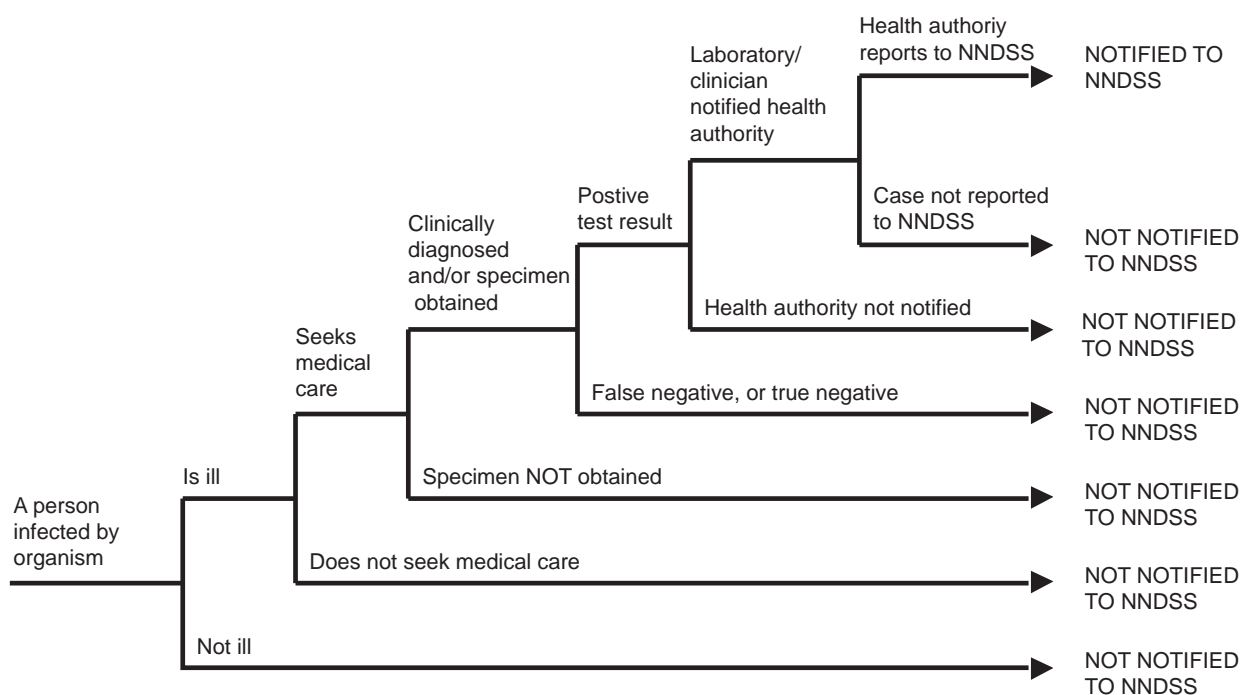 Health authoriy
reports to NNDSS
NOTIFIED TO
NNDSS
Laboratory/
clinician
notified health
authority
Case not reported
to NNDSS
NOT NOTIFIED
TO NNDSS
Postive
test result
Health authority not notified
NOT NOTIFIED
TO NNDSS
Clinically
diagnosed
and/or specimen
obtained
False negative, or true negative
NOT NOTIFIED
TO NNDSS
Seeks
medical
care
Specimen NOT obtained
NOT NOTIFIED
TO NNDSS
Is ill
A person
infected by
organism
Does not seek medical care
NOT NOTIFIED
TO NNDSS
Not ill
NOT NOTIFIED
TO NNDSS